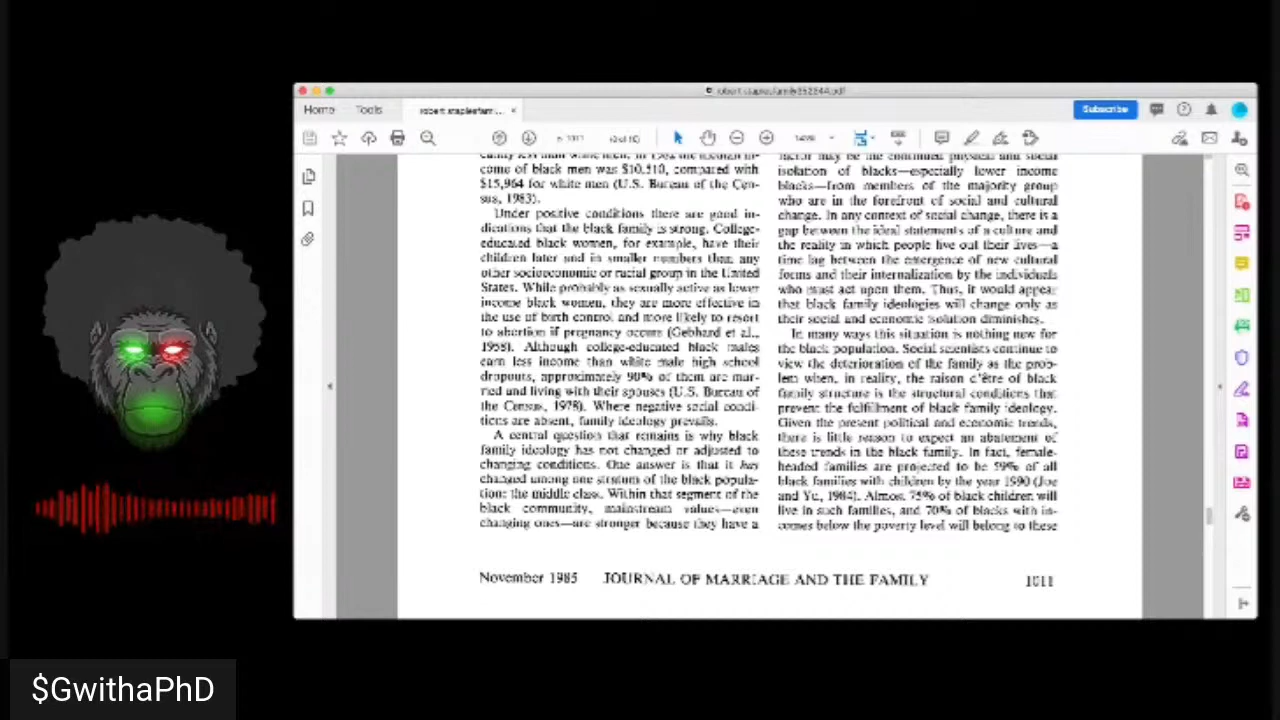 robert staplesfamily352344.pdf
Home
Tools
robert staplesfam...
Subscribe
come of black men was $10,510, compared with
$15,964 for white men (U.S. Bureau of the Cen-
sus, 1983).
Under positive conditions there are good in-
dications that the black family is strong. College-
educated black women, for example, have their
children later and in smaller numbers than any
other socioeconomic or racial group in the United
States. While probably as sexually active as lower
income black women, they are more effective in
the use of birth control and more likely to resort
to abortion if pregnancy occurs (Gebhard et al.,
1958). Although college-educated black males
earn less income than white male high school
dropouts, approximately 90% of them are mar-
ried and living with their spouses (U.S. Bureau of
the Census, 1978). Where negative social condi-
tions are absent, family ideology prevails.
A central question that remains is why black
family ideology has not changed or adjusted to
changing conditions. One answer is that it has
changed among one stratum of the black popula-
tion: the middle class. Within that segment of the
black community, mainstream values—even
changing ones—are stronger because they have a
factor may be the continued physical and social
isolation of blacks—especially lower income
blacks—from members of the majority group
who are in the forefront of social and cultural
change. In any context of social change, there is a
gap between the ideal statements of a culture and
the reality in which people live out their lives—a
time lag between the emergence of new cultural
forms and their internalization by the individuals
who must act upon them. Thus, it would appear
that black family ideologies will change only as
their social and economic isolation diminishes.
In many ways this situation is nothing new for
the black population. Social scientists continue to
view the deterioration of the family as the prob-
lem when, in reality, the raison d'être of black
family structure is the structural conditions that
prevent the fulfillment of black family ideology.
Given the present political and economic trends,
there is little reason to expect an abatement of
these trends in the black family. In fact, female-
headed families are projected to be 59% of all
black families with children by the year 1990 (Joe
and Yu, 1984). Almost 75% of black children will
live in such families, and 70% of blacks with in-
comes below the poverty level will belong to these
November 1985 JOURNAL OF MARRIAGE AND THE FAMILY 1011
$GwithaPhD